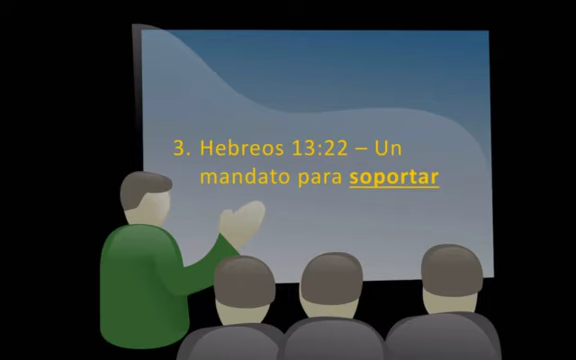 3. Hebreos 13:22 – Un
mandato para soportar